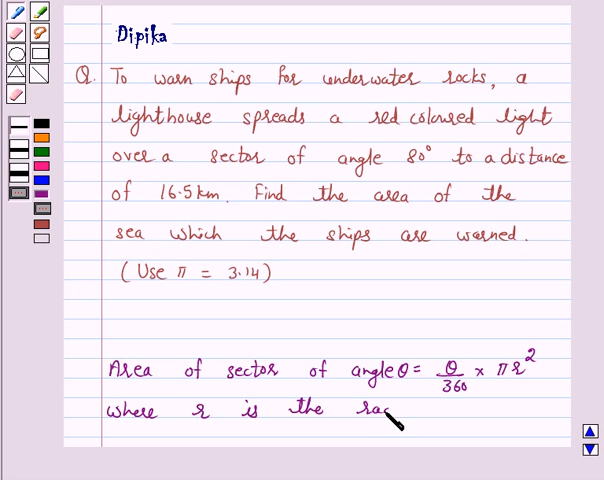 Dipika
Q. To warn ships for underwater rocks, a
lighthouse spreads a red coloured light
over a sector of angle 80° to a distance
of 16.5 km. Find the area of the
sea which the ships are warned.
(Use π = 3.14)
Area of sector of angle θ = θ/360 × πr²
where r is the rad